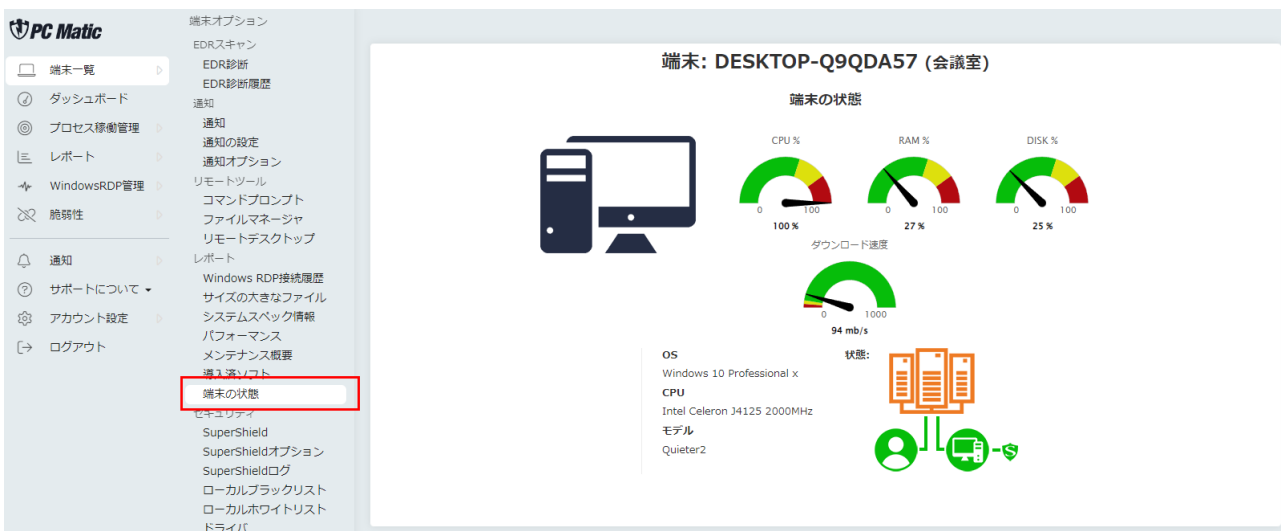 PC Matic
端末一覧
ダッシュボード
プロセス稼働管理
レポート
WindowsRDP管理
脆弱性
通知
サポートについて
アカウント設定
ログアウト
端末オプション
EDRスキャン
EDR診断
EDR診断履歴
通知
通知
通知の設定
通知オプション
リモートツール
コマンドプロンプト
ファイルマネージャ
リモートデスクトップ
レポート
Windows RDP接続履歴
サイズの大きなファイル
システムスペック情報
パフォーマンス
メンテナンス概要
導入済ソフト
端末の状態
セキュリティ
SuperShield
SuperShieldオプション
SuperShieldログ
ローカルブラックリスト
ローカルホワイトリスト
ドライバ
端末: DESKTOP-Q9QDA57 (会議室)
端末の状態
CPU %
0 100
100 %
RAM %
0 100
27 %
DISK %
0 100
25 %
ダウンロード速度
0 1000
94 mb/s
OS
Windows 10 Professional x
CPU
Intel Celeron J4125 2000MHz
モデル
Quieter2
状態:
S